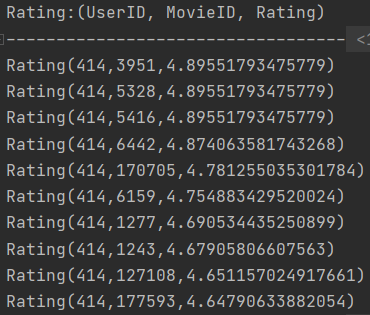 Rating:(UserID, MovieID, Rating)
----------------------------------
Rating(414,3951,4.89551793475779)
Rating(414,5328,4.89551793475779)
Rating(414,5416,4.89551793475779)
Rating(414,6442,4.874063581743268)
Rating(414,170705,4.781255035301784)
Rating(414,6159,4.754883429520024)
Rating(414,1277,4.690534435250899)
Rating(414,1243,4.67905806607563)
Rating(414,127108,4.651157024917661)
Rating(414,177593,4.64790633882054)